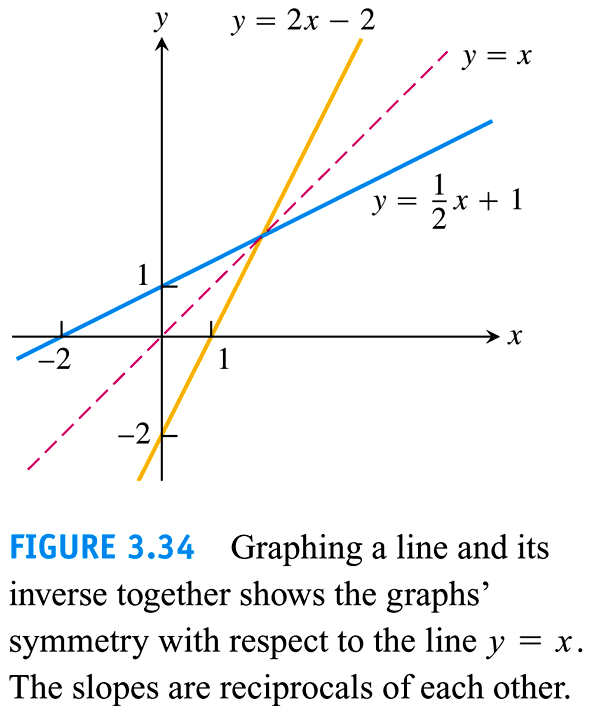 y
y = 2x − 2
y = x
y = 1/2 x + 1
1
x
−2
1
−2
FIGURE 3.34 Graphing a line and its
inverse together shows the graphs’
symmetry with respect to the line y = x.
The slopes are reciprocals of each other.